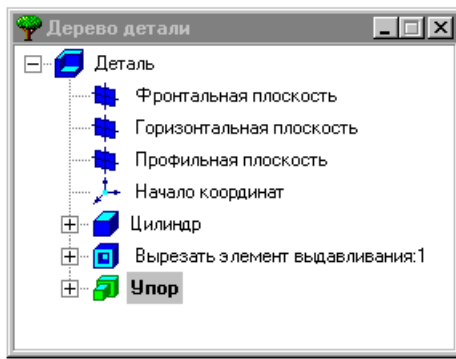 Дерево детали
Деталь
Фронтальная плоскость
Горизонтальная плоскость
Профильная плоскость
Начало координат
Цилиндр
Вырезать элемент выдавливания:1
Упор